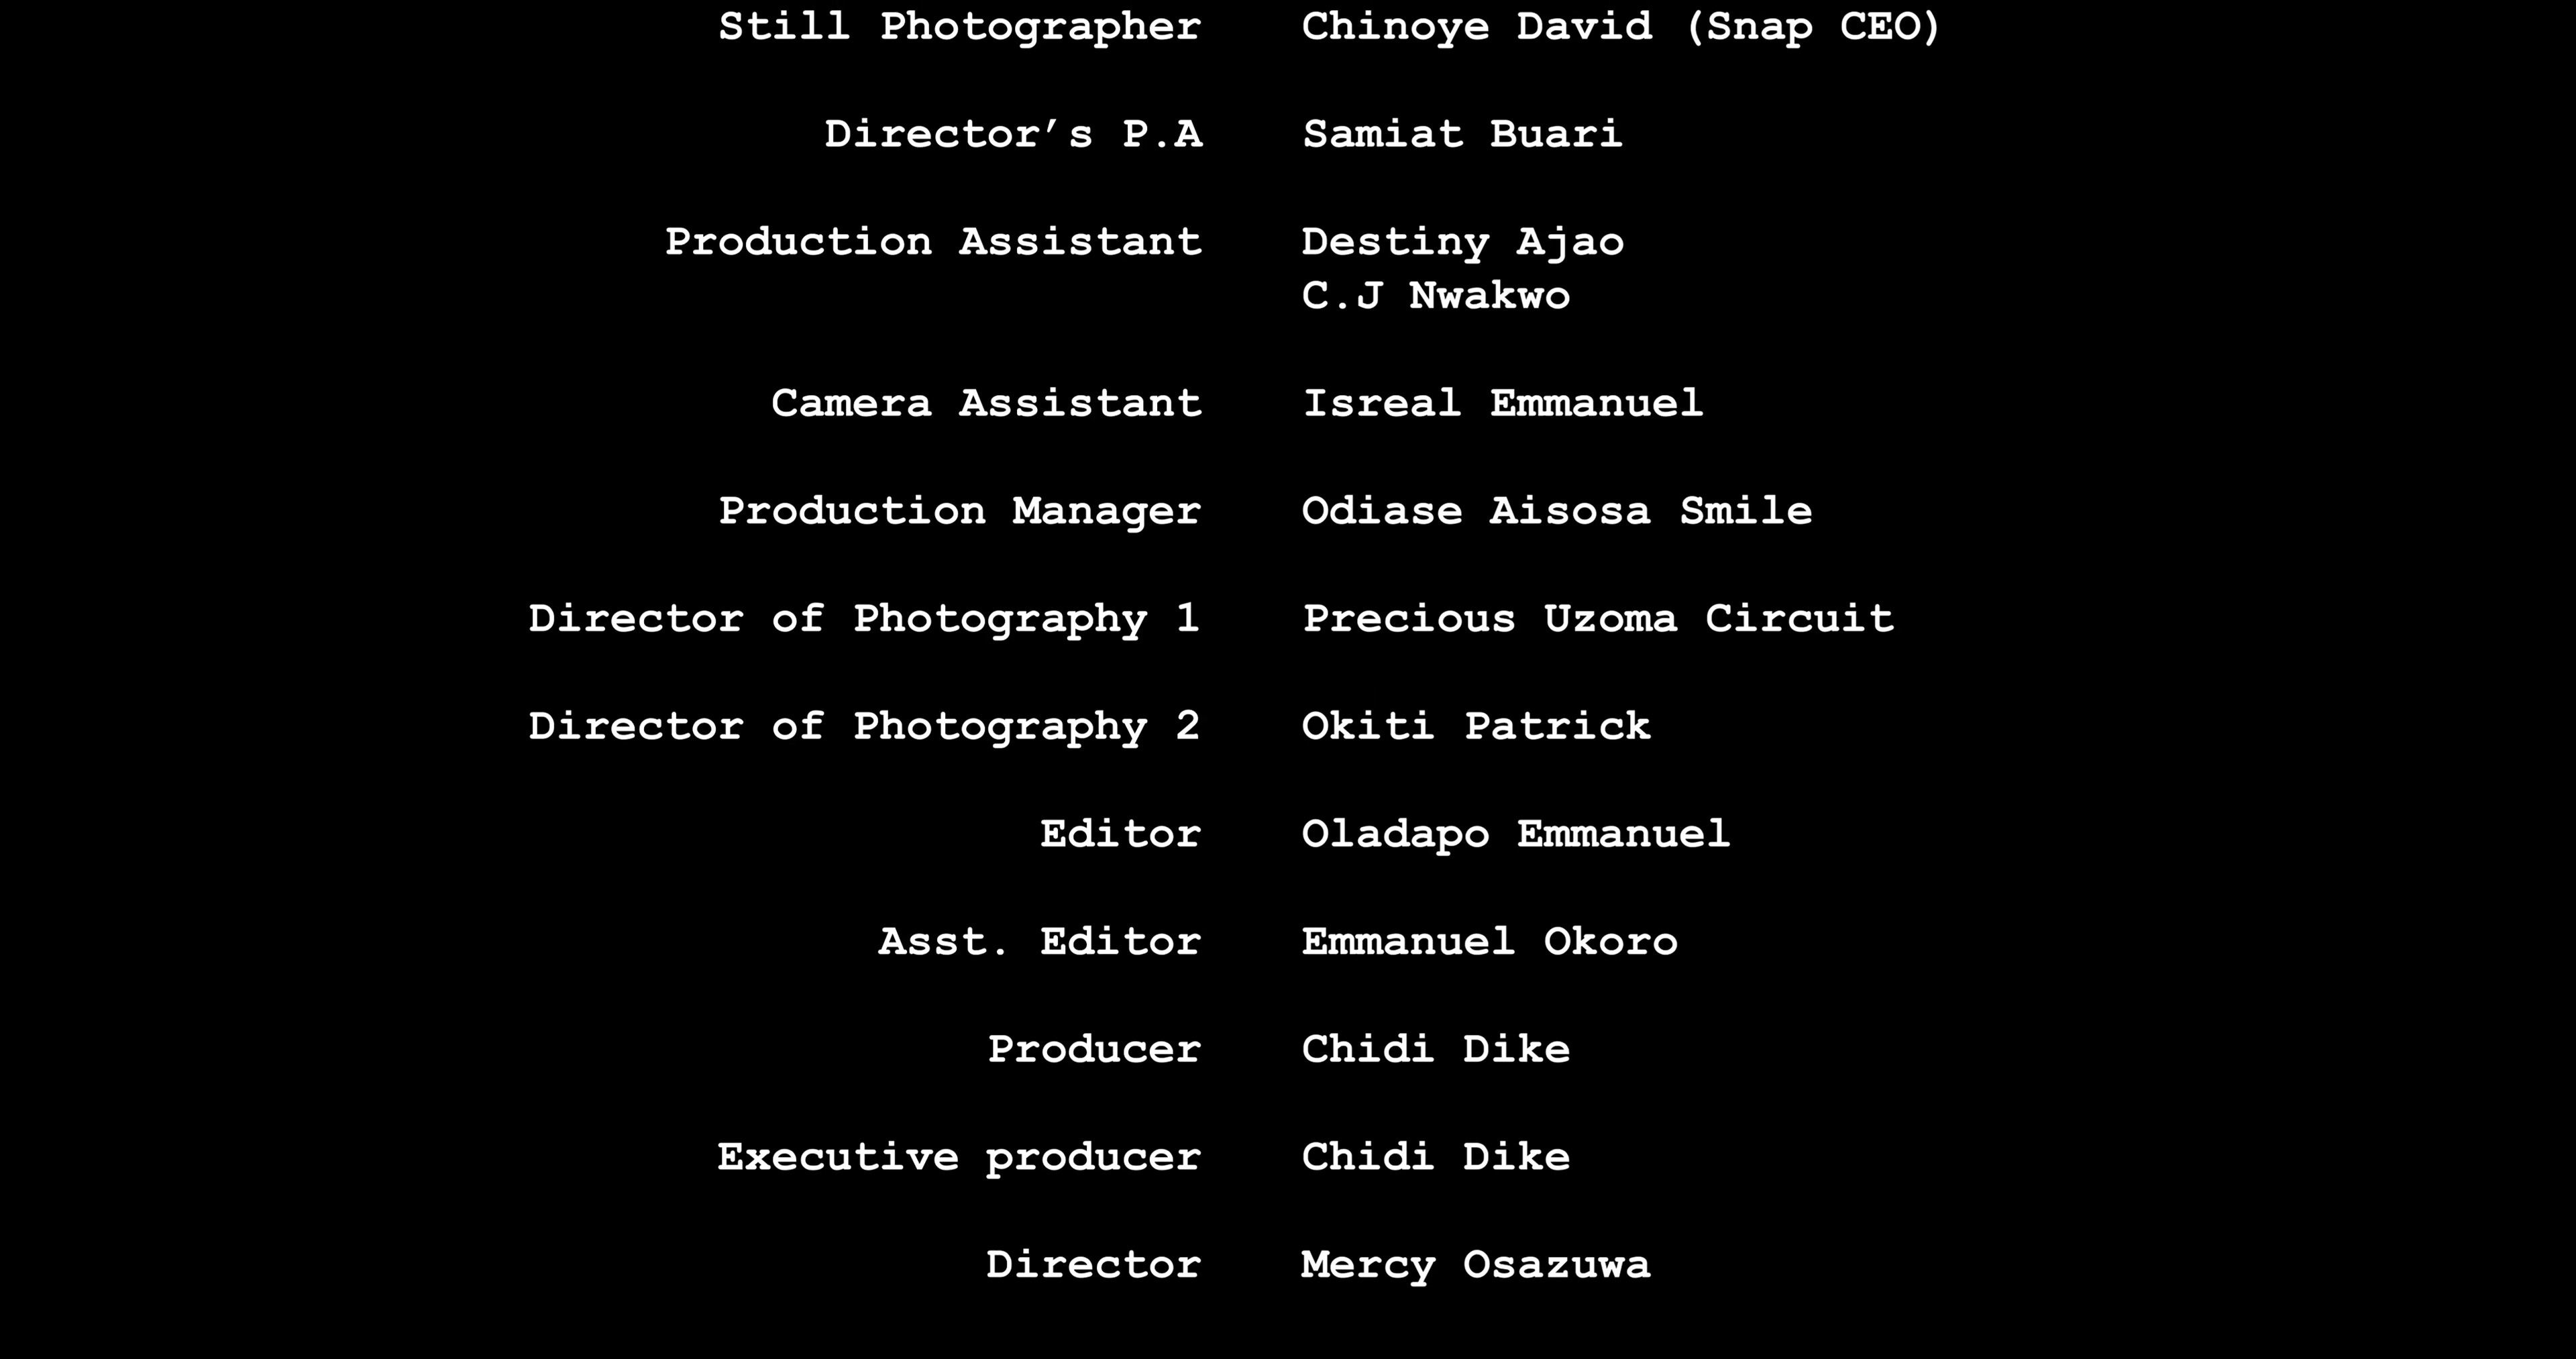 Still Photographer Chinoye David (Snap CEO)
Director's P.A Samiat Buari
Production Assistant Destiny Ajao
C.J Nwakwo
Camera Assistant Isreal Emmanuel
Production Manager Odiase Aisosa Smile
Director of Photography 1 Precious Uzoma Circuit
Director of Photography 2 Okiti Patrick
Editor Oladapo Emmanuel
Asst. Editor Emmanuel Okoro
Producer Chidi Dike
Executive producer Chidi Dike
Director Mercy Osazuwa